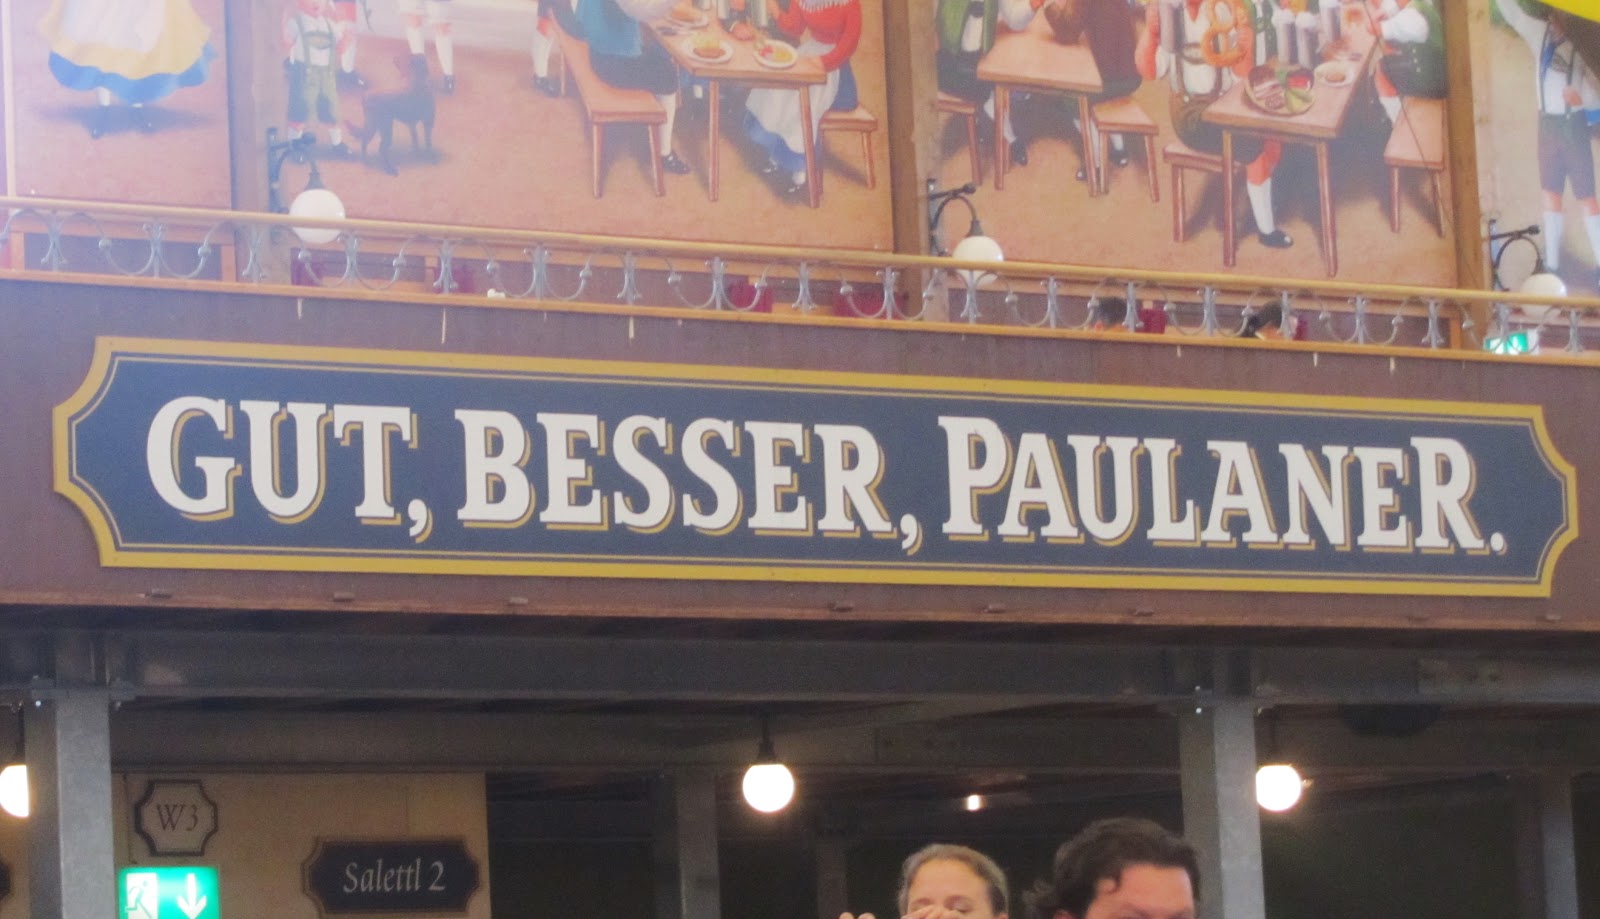 GUT, BESSER, PAULANER.
W3
Salettl 2